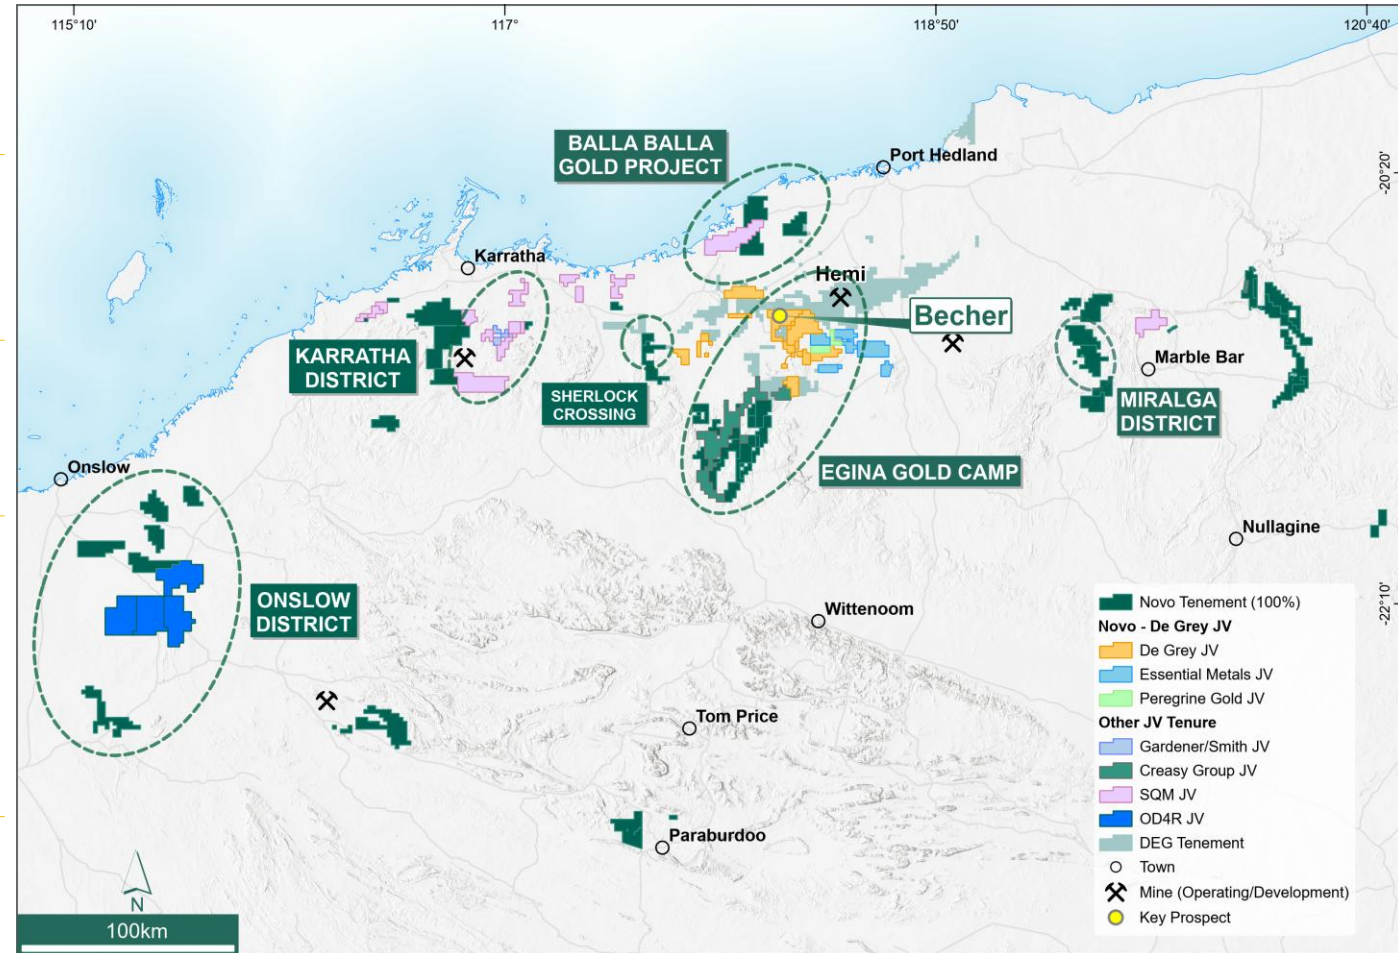 115°10'
117°
118°50'
120°40'
BALLA BALLA
GOLD PROJECT
Port Hedland
-20°20'
Karratha
Hemi
Becher
KARRATHA
DISTRICT
SHERLOCK
CROSSING
Marble Bar
MIRALGA
DISTRICT
Onslow
EGINA GOLD CAMP
Nullagine
ONSLOW
DISTRICT
Wittenoom
-22°10'
Tom Price
Paraburdoo
Novo Tenement (100%)
Novo - De Grey JV
De Grey JV
Essential Metals JV
Peregrine Gold JV
Other JV Tenure
Gardener/Smith JV
Creasy Group JV
SQM JV
OD4R JV
DEG Tenement
Town
Mine (Operating/Development)
Key Prospect
N
100km